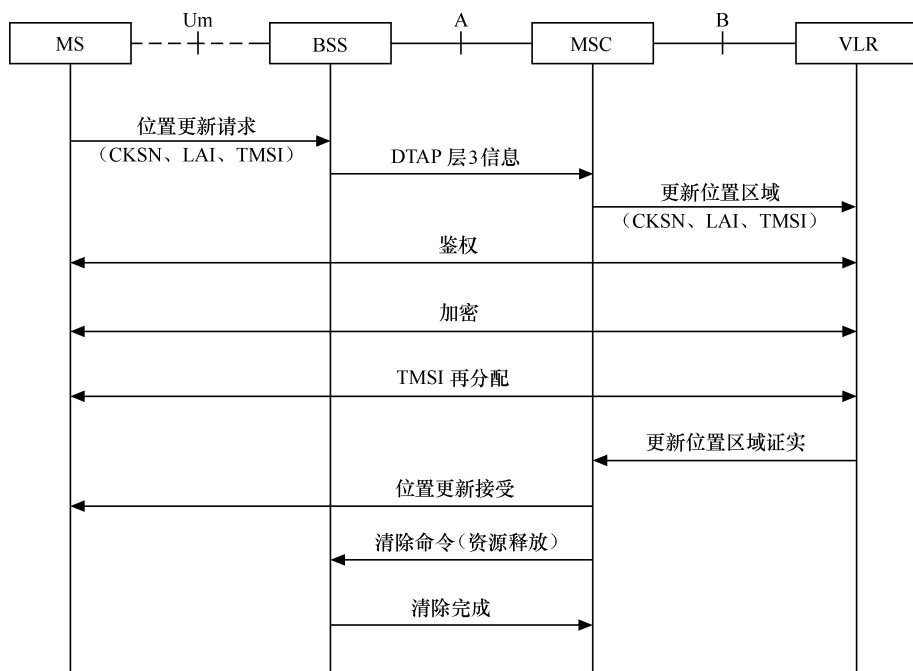 Um
A
B
MS
BSS
MSC
VLR
位置更新请求
（CKSN、LAI、TMSI）
DTAP 层3信息
更新位置区域
（CKSN、LAI、TMSI）
鉴权
加密
TMSI 再分配
更新位置区域证实
位置更新接受
清除命令（资源释放）
清除完成